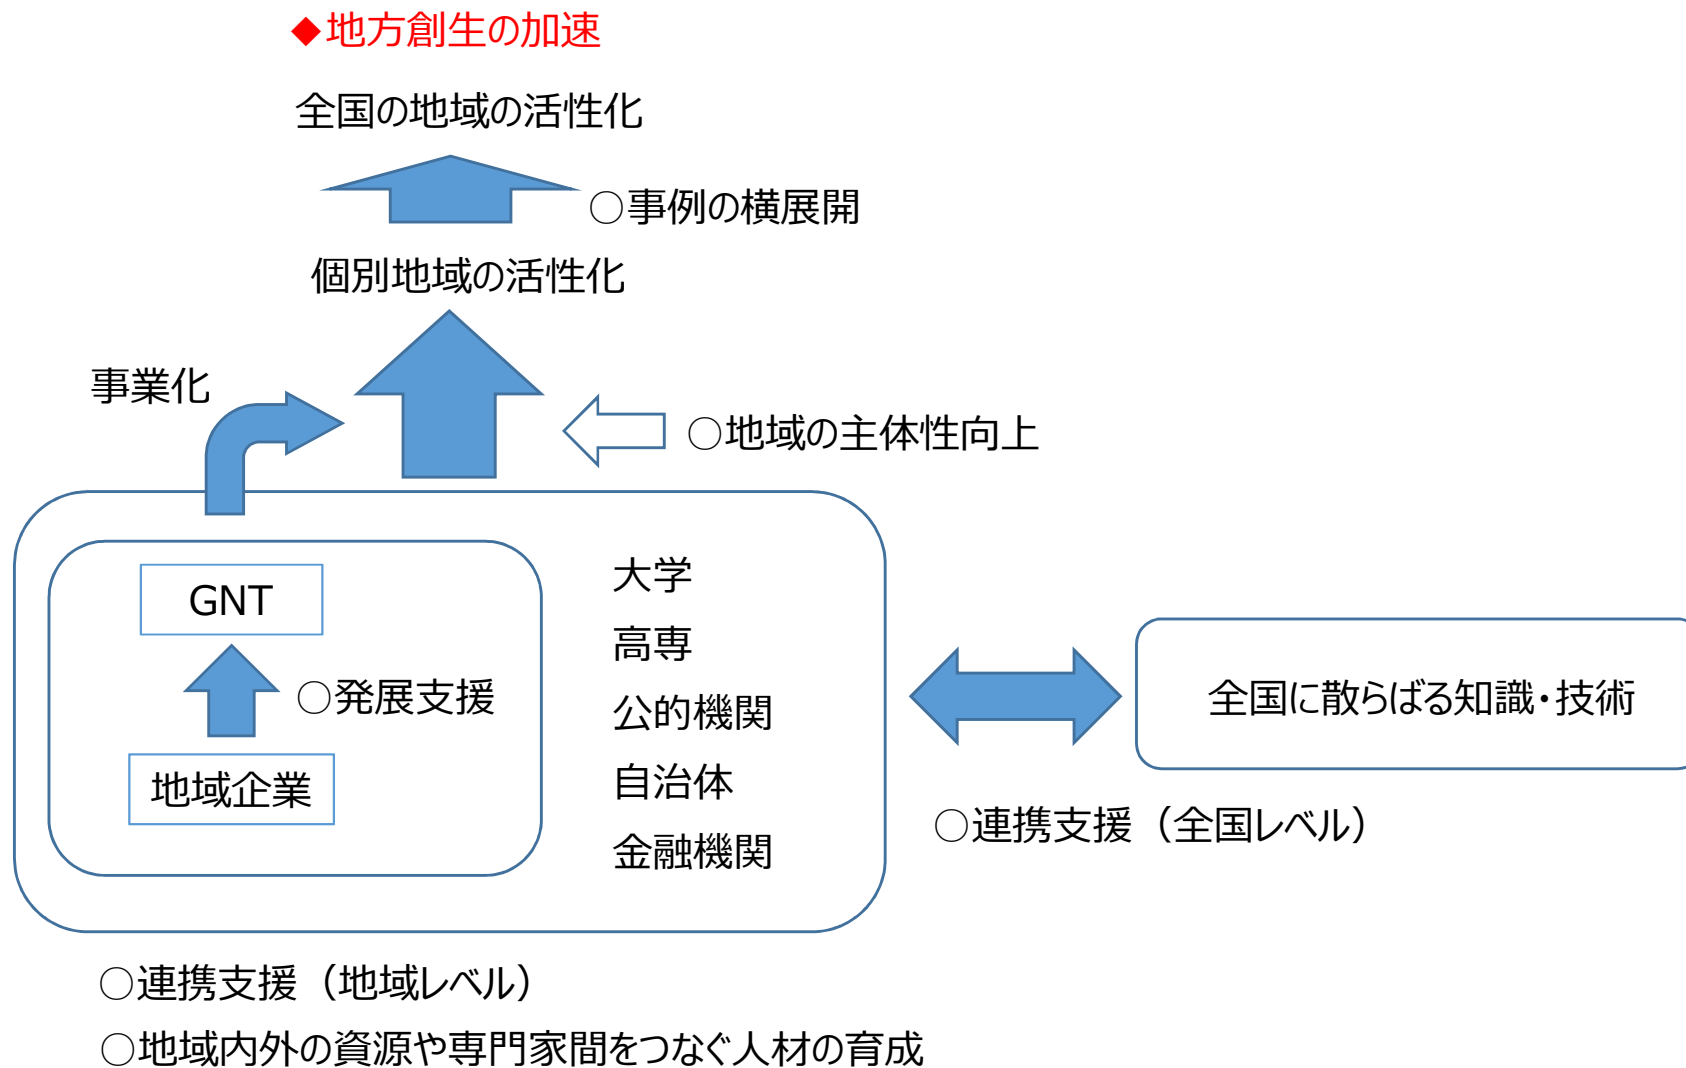 ◆地方創生の加速
全国の地域の活性化
○事例の横展開
個別地域の活性化
事業化
○地域の主体性向上
GNT
○発展支援
地域企業
大学
高専
公的機関
自治体
金融機関
全国に散らばる知識・技術
○連携支援（全国レベル）
○連携支援（地域レベル）
○地域内外の資源や専門家間をつなぐ人材の育成